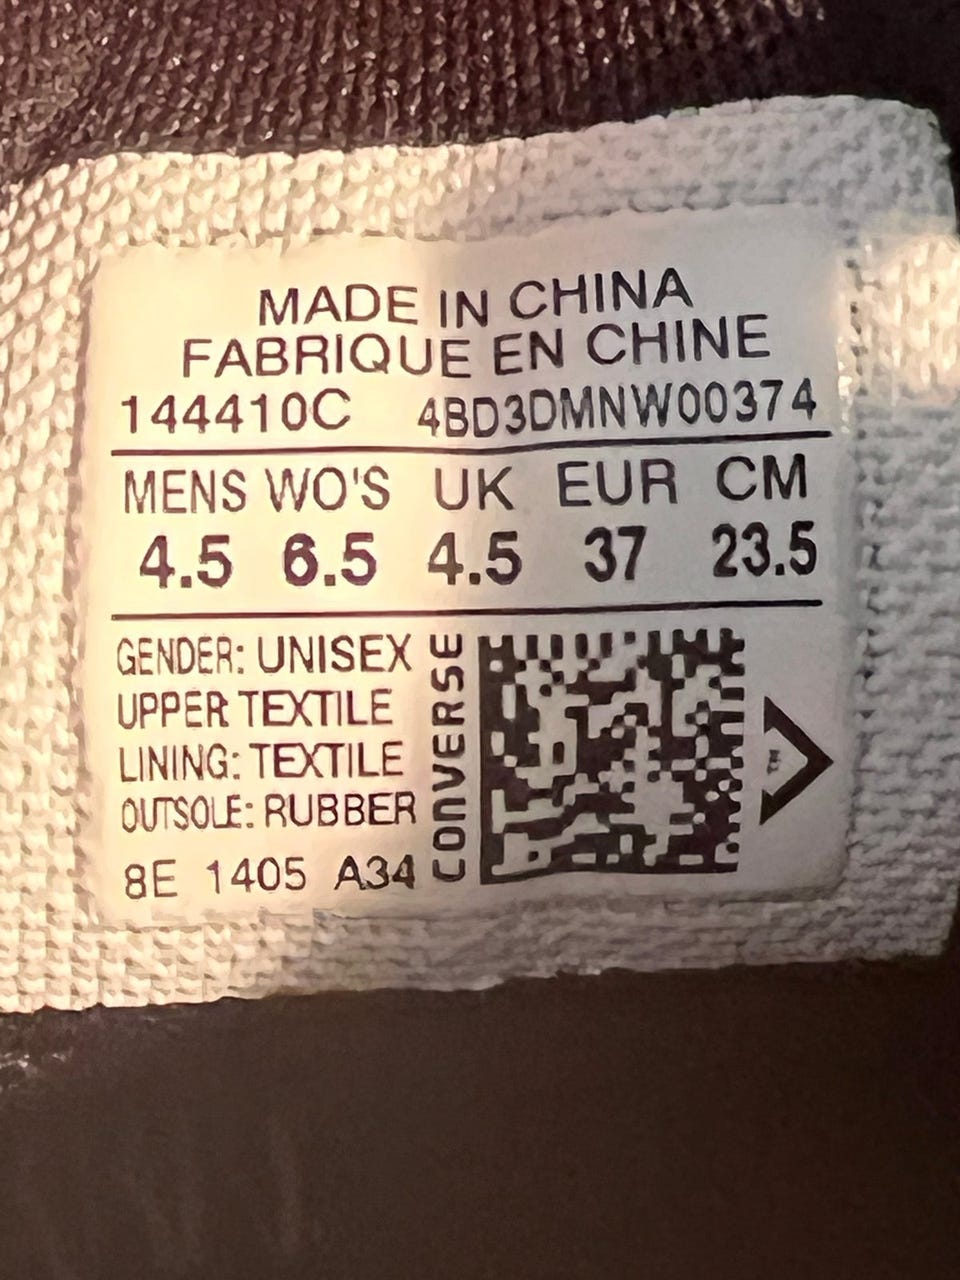 MADE IN CHINA
FABRIQUE EN CHINE
144410C 4BD3DMNW00374
MENS WO'S UK EUR CM
4.5 6.5 4.5 37 23.5
GENDER: UNISEX
UPPER TEXTILE
LINING: TEXTILE
OUTSOLE: RUBBER
8E 1405 A34
CONVERSE
TM